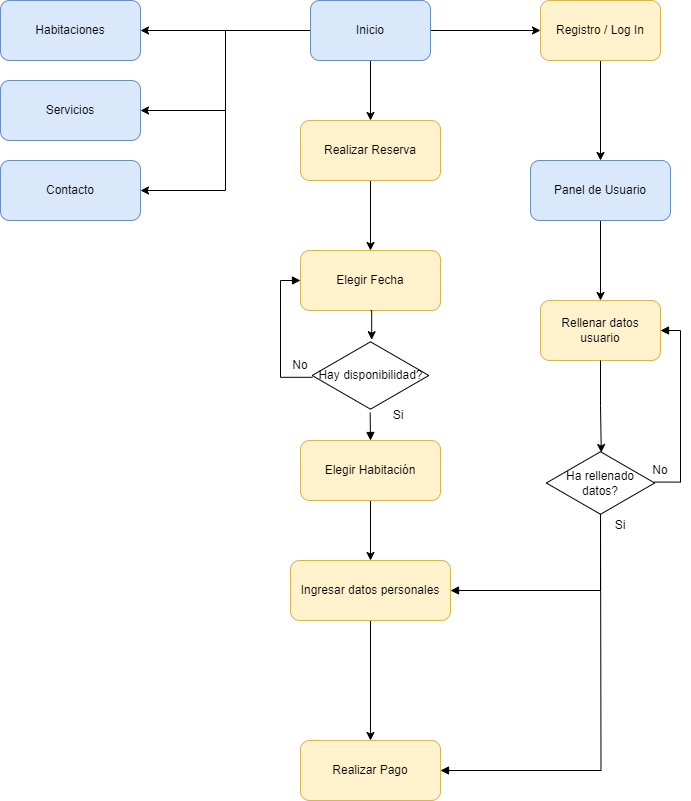 Habitaciones
Inicio
Registro / Log In
Servicios
Realizar Reserva
Contacto
Panel de Usuario
Elegir Fecha
Rellenar datos
usuario
No
Hay disponibilidad?
Si
Elegir Habitación
Ha rellenado
datos?
No
Si
Ingresar datos personales
Realizar Pago